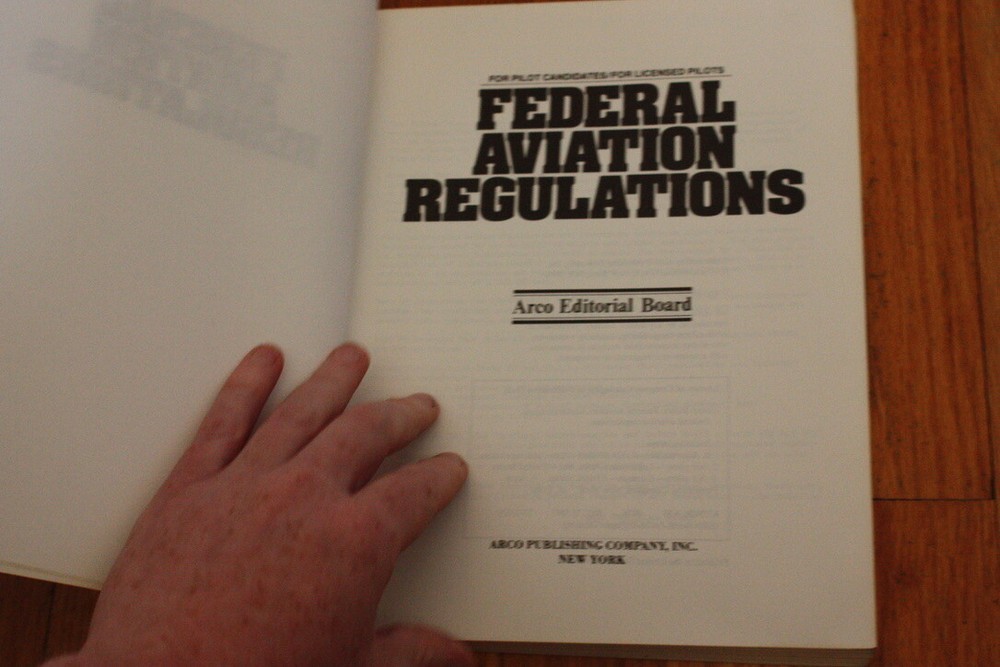 FOR PILOT CANDIDATES/FOR LICENSED PILOTS
FEDERAL
AVIATION
REGULATIONS
Arco Editorial Board
ARCO PUBLISHING COMPANY, INC.
NEW YORK